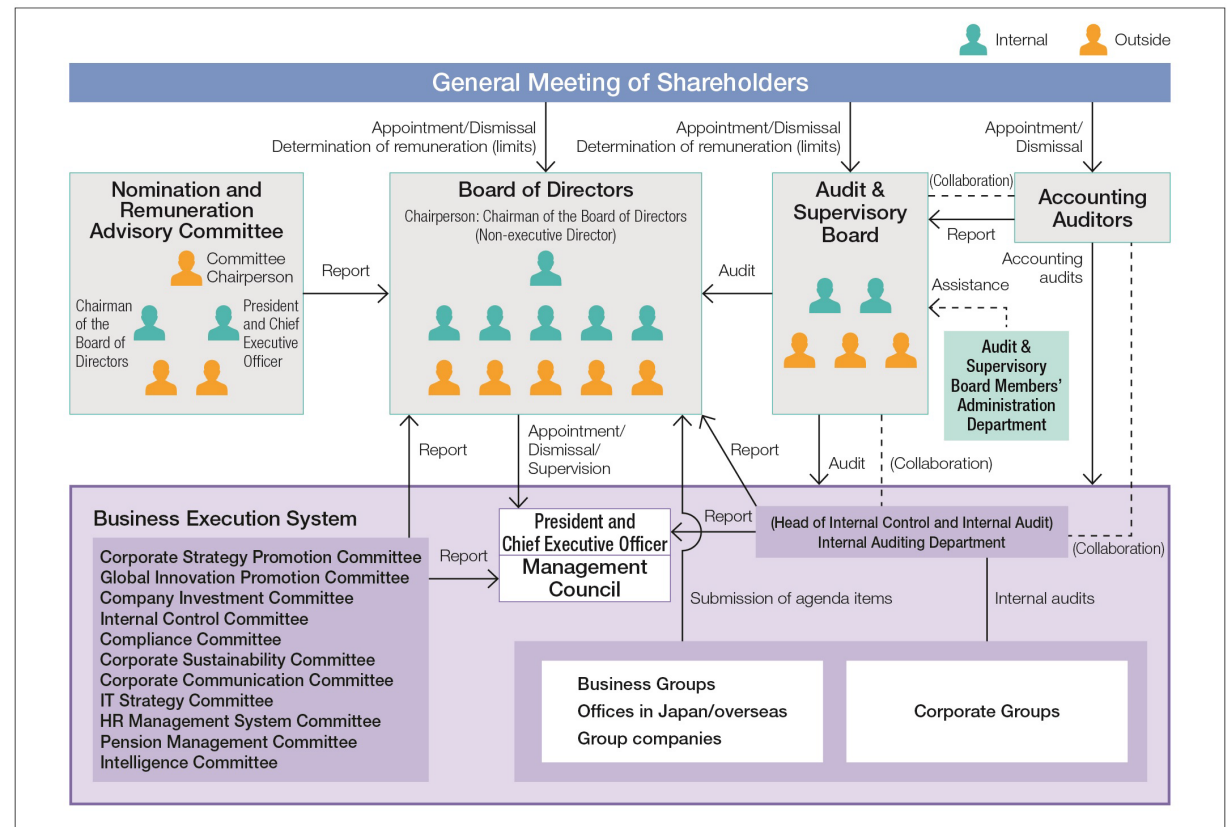 Internal
Outside
General Meeting of Shareholders
Appointment/Dismissal
Determination of remuneration (limits)
Appointment/Dismissal
Determination of remuneration (limits)
Appointment/
Dismissal
Nomination and
Remuneration
Advisory Committee
Committee
Chairperson
Chairman
of the
Board of
Directors
President
and Chief
Executive
Officer
Report
Board of Directors
Chairperson: Chairman of the Board of Directors
(Non-executive Director)
Audit
Audit &
Supervisory
Board
(Collaboration)
Report
Accounting
Auditors
Accounting
audits
Assistance
Audit &
Supervisory
Board Members’
Administration
Department
Report
Appointment/
Dismissal/
Supervision
Report
Audit
(Collaboration)
Business Execution System
Corporate Strategy Promotion Committee
Global Innovation Promotion Committee
Company Investment Committee
Internal Control Committee
Compliance Committee
Corporate Sustainability Committee
Corporate Communication Committee
IT Strategy Committee
HR Management System Committee
Pension Management Committee
Intelligence Committee
Report
President and
Chief Executive Officer
Management
Council
Report
(Head of Internal Control and Internal Audit)
Internal Auditing Department
(Collaboration)
Submission of agenda items
Internal audits
Business Groups
Offices in Japan/overseas
Group companies
Corporate Groups